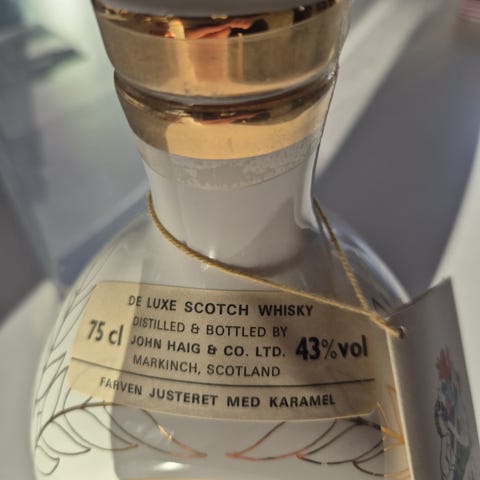 DE LUXE SCOTCH WHISKY
DISTILLED & BOTTLED BY
75 cl JOHN HAIG & CO. LTD. 43%vol
MARKINCH, SCOTLAND
FARVEN JUSTERET MED KARAMEL